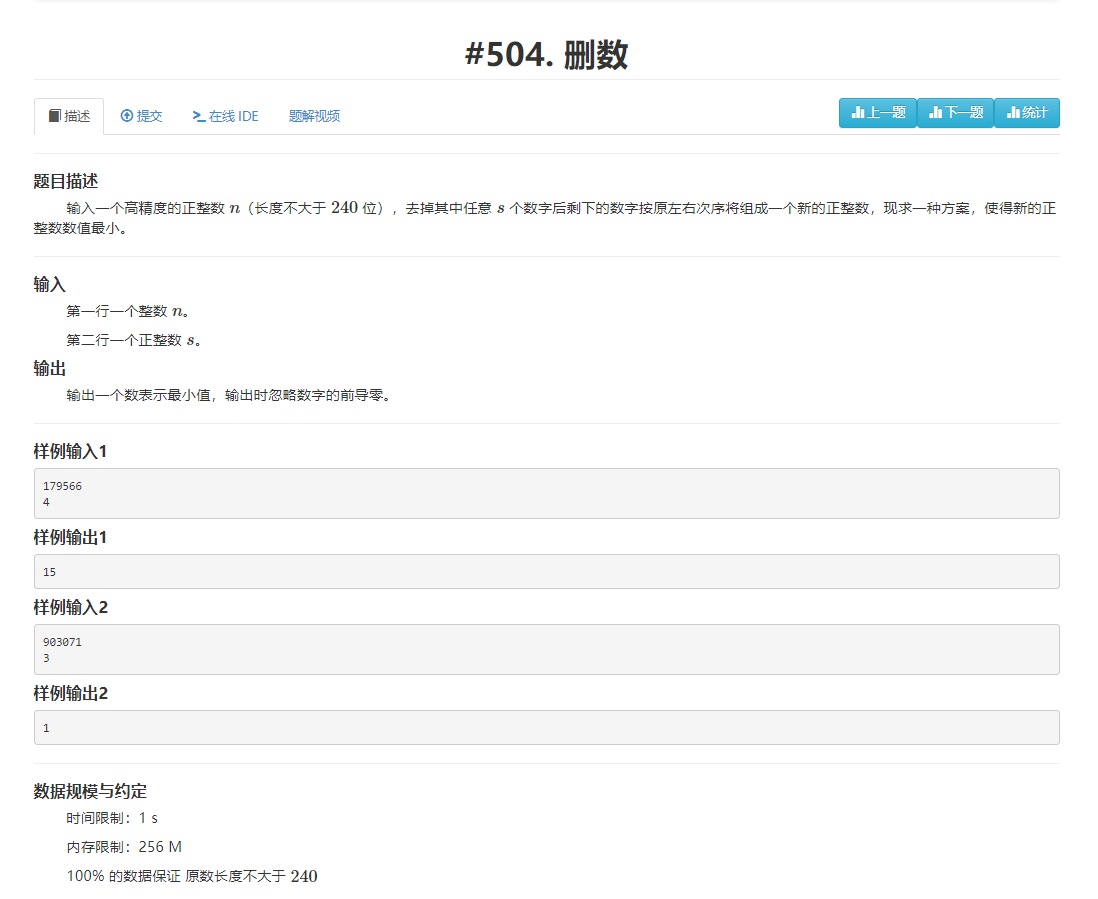 #504. 删数
描述 提交 在线 IDE 题解视频 上一题 下一题 统计
题目描述
输入一个高精度的正整数 n（长度不大于 240 位），去掉其中任意 s 个数字后剩下的数字按原左右次序将组成一个新的正整数，现求一种方案，使得新的正
整数数值最小。
输入
第一行一个整数 n。
第二行一个正整数 s。
输出
输出一个数表示最小值，输出时忽略数字的前导零。
样例输入1
179566
4
样例输出1
15
样例输入2
903071
3
样例输出2
1
数据规模与约定
时间限制：1 s
内存限制：256 M
100% 的数据保证 原数长度不大于 240